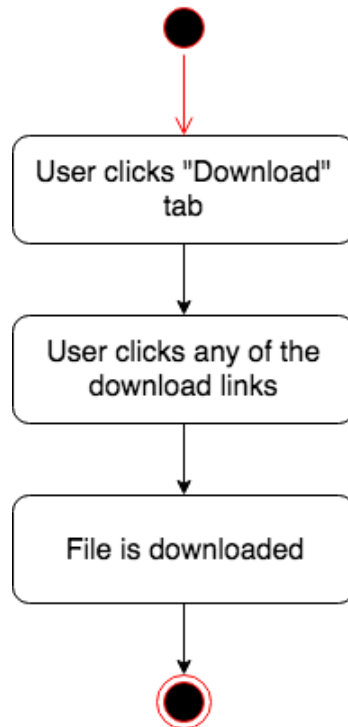 User clicks "Download"
tab
User clicks any of the
download links
File is downloaded